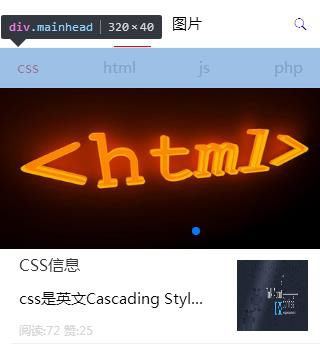 div.mainhead | 320×40
图片
css html js php
<html>
CSS信息
css是英文Cascading Styl...
阅读:72 赞:25